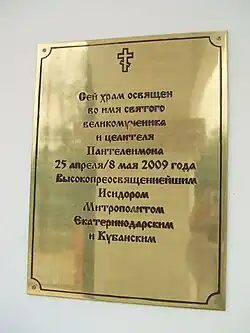 Сей храм освящен
во имя святого
великомученика
и целителя
Пантелеимона
25 апреля/8 мая 2009 года
Высокопреосвященнейшим
Исидором
Митрополитом
Екатеринодарским
и Кубанским